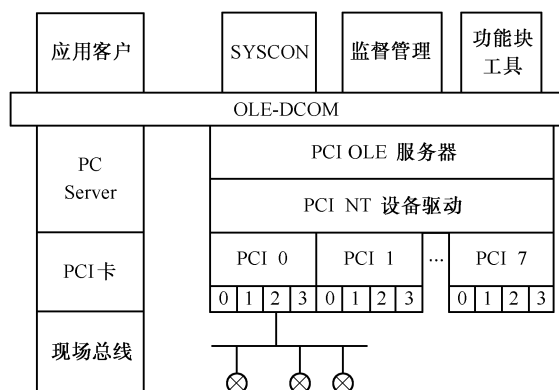 应用客户
SYSCON
监督管理
功能块
工具
OLE-DCOM
PC
Server
PCI OLE 服务器
PCI NT 设备驱动
PCI卡
PCI 0
PCI 1
...
PCI 7
0 1 2 3
0 1 2 3
0 1 2 3
现场总线